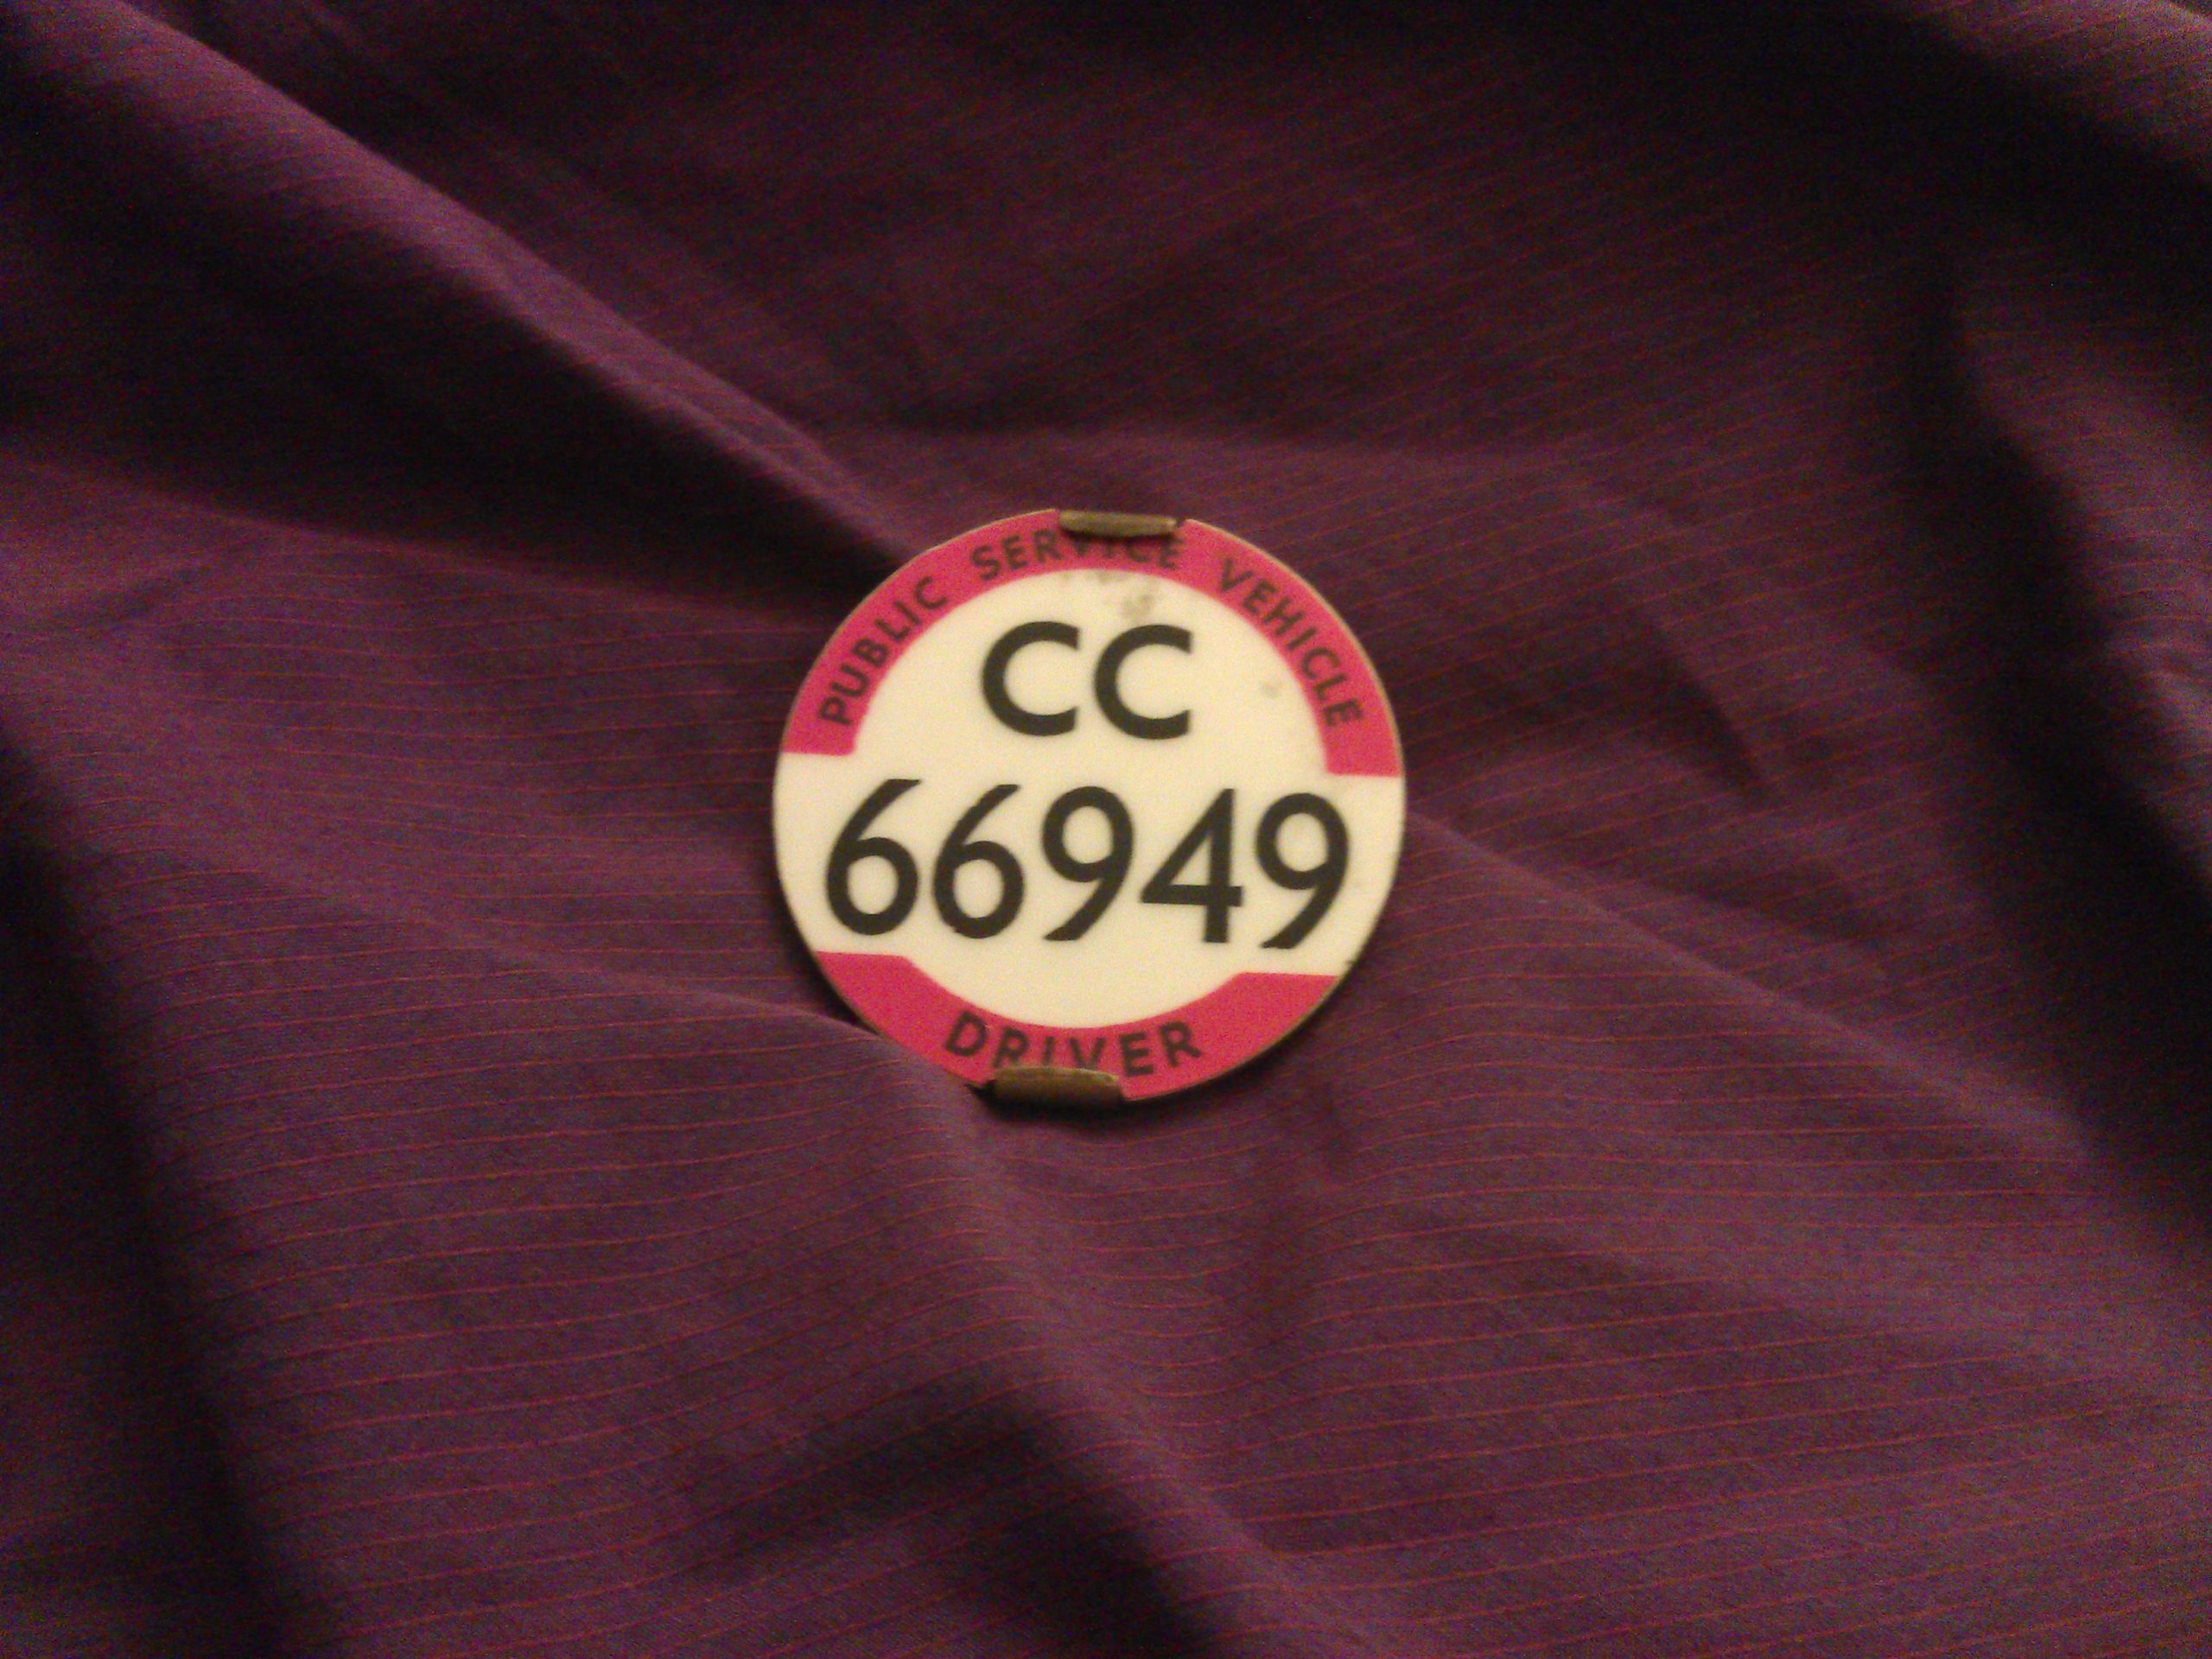 PUBLIC SERVICE VEHICLE
CC
66949
DRIVER